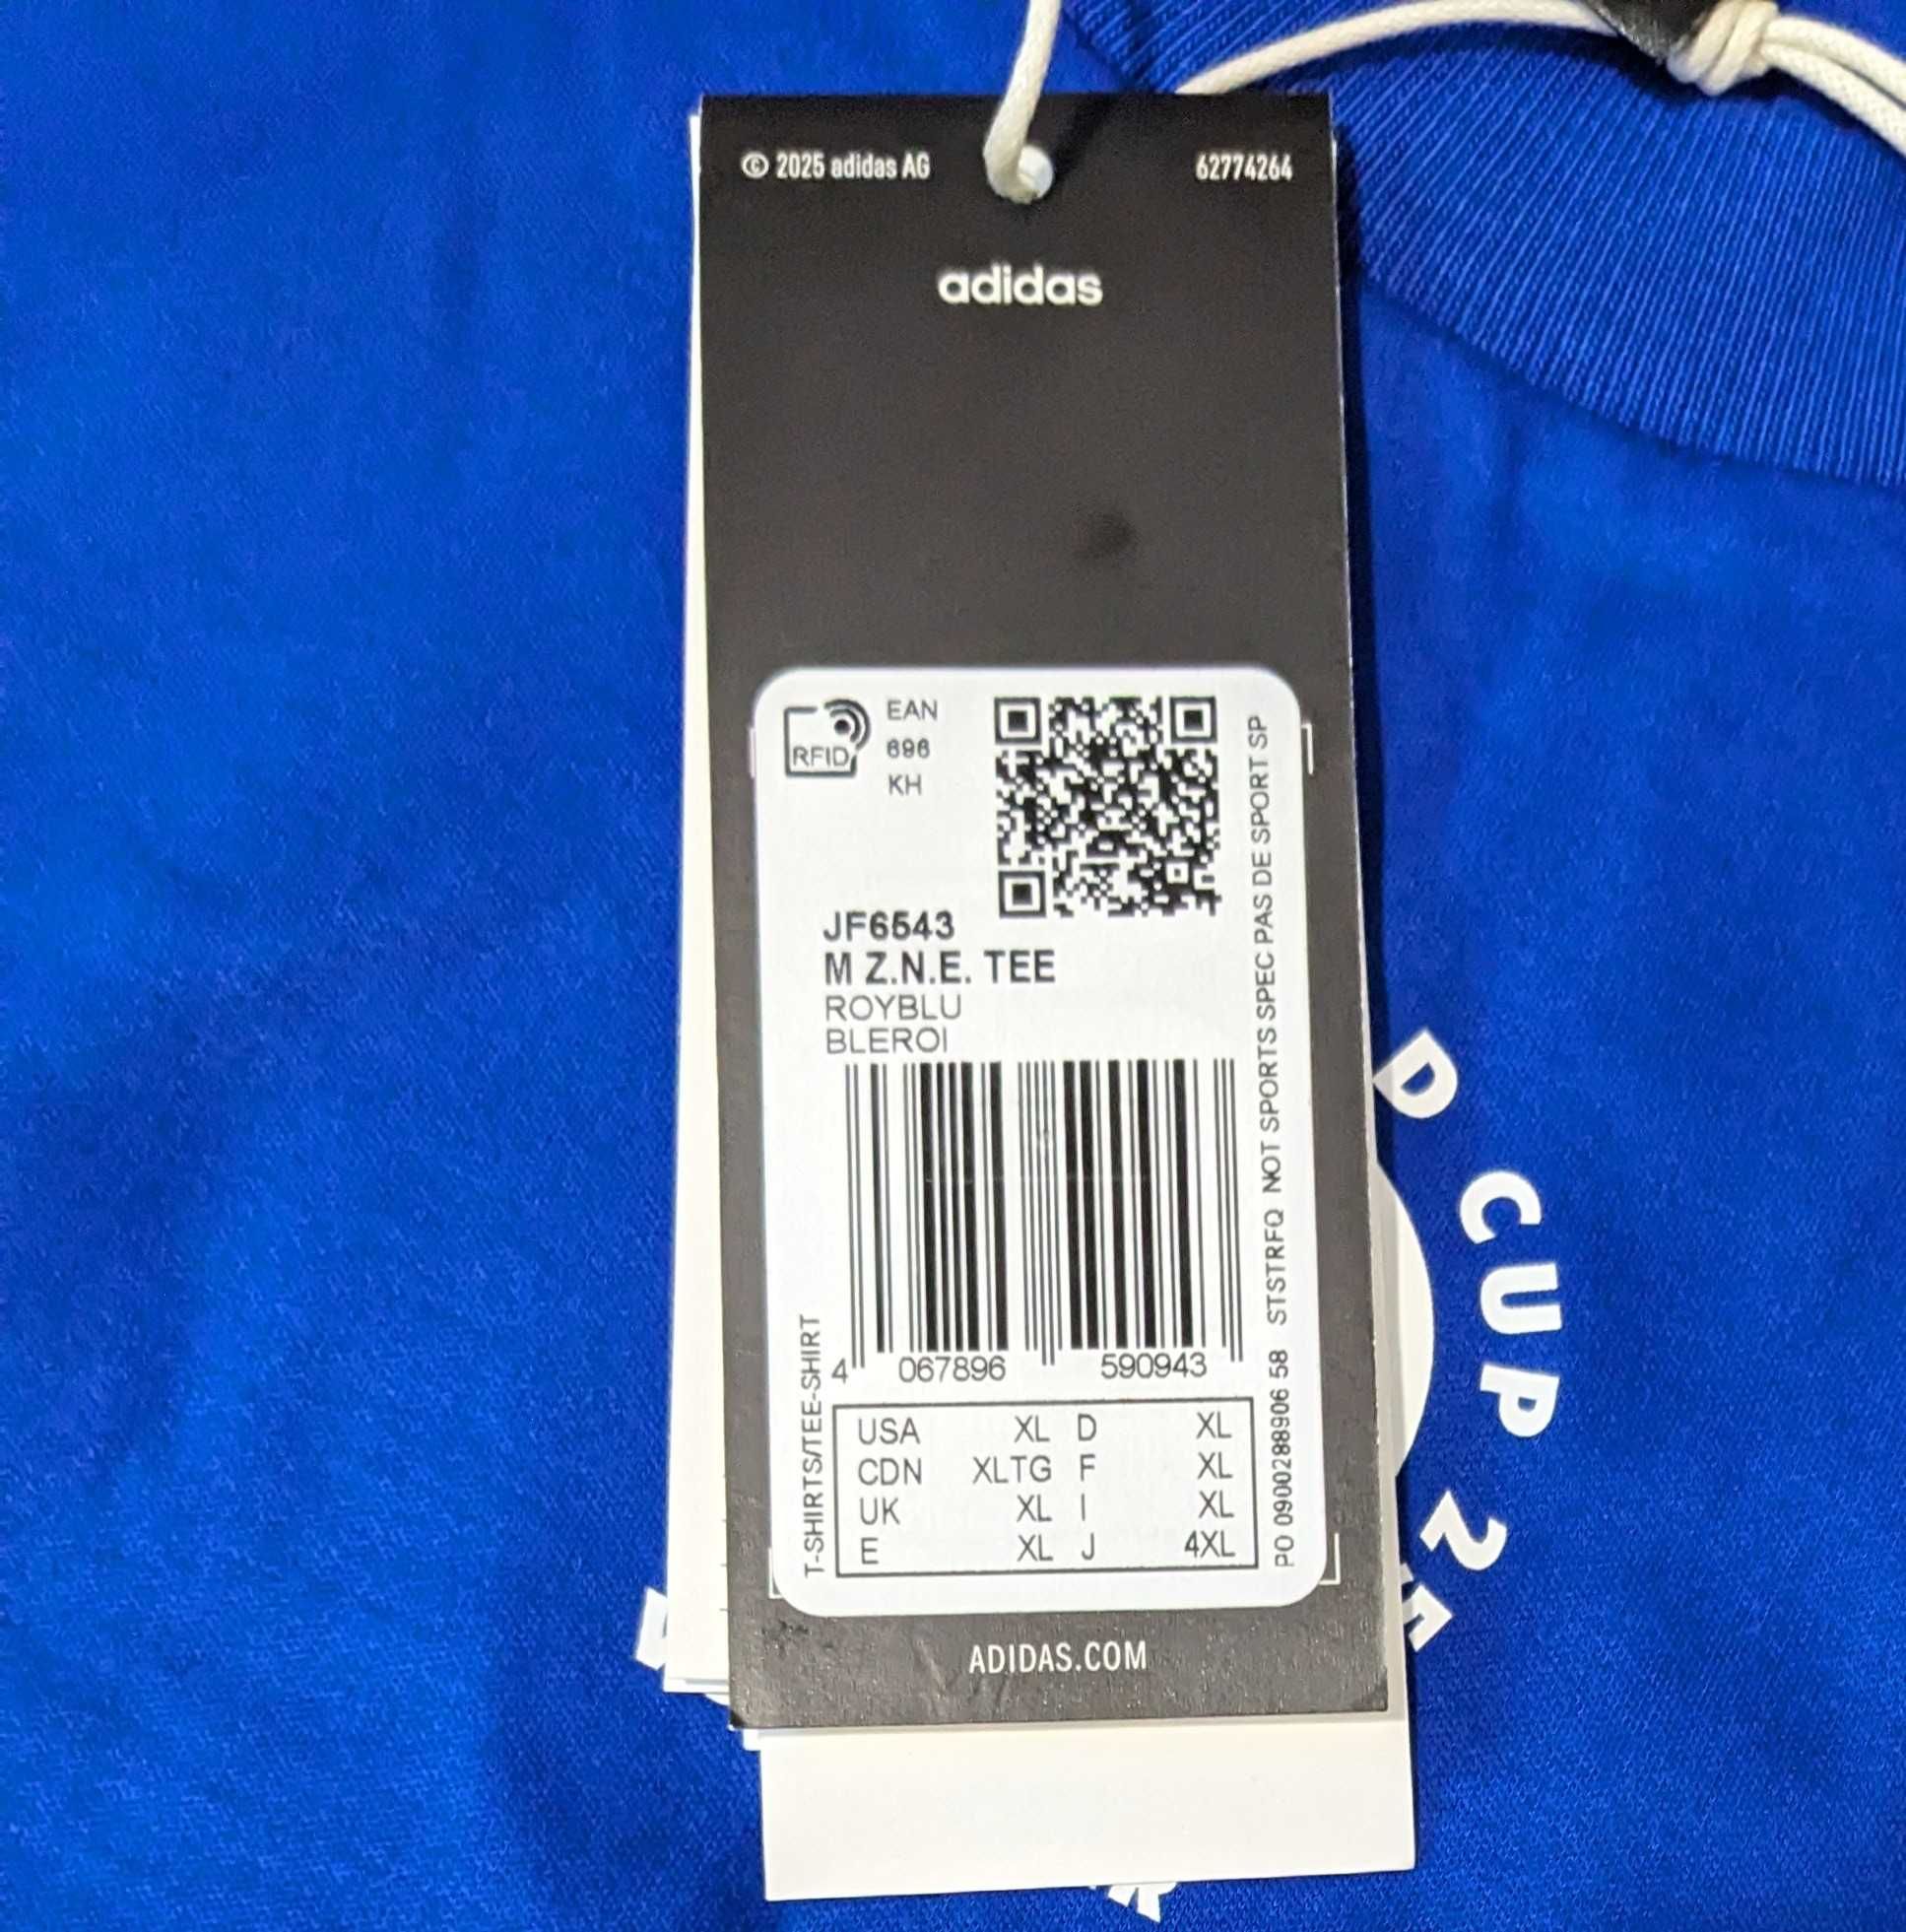 © 2025 adidas AG
62774264
adidas
RFID
EAN
696
KH
JF6543
M Z.N.E. TEE
ROYBLU
BLEROI
4 067896 590943
T-SHIRTS/TEE-SHIRT
USA XL D XL
CDN XLTG F XL
UK XL I XL
E XL J 4XL
PO 0900288906 58 STSTRFQ NOT SPORTS SPEC PAS DE SPORT SP
ADIDAS.COM
D CUP 2